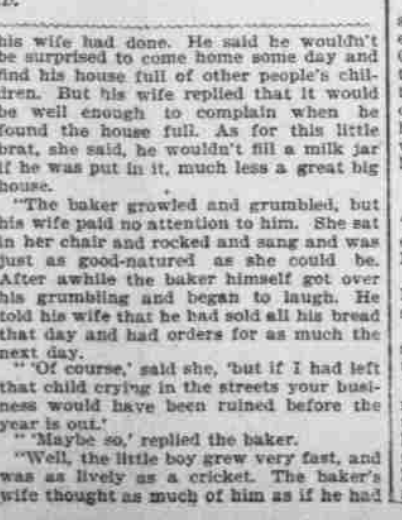 his wife had done. He said he wouldn't
be surprised to come home some day and
find his house full of other people's chil-
dren. But his wife replied that it would
be well enough to complain when he
found the house full. As for this little
brat, she said, he wouldn't fill a milk jar
if he was put in it, much less a great big
house.
"The baker growled and grumbled, but
his wife paid no attention to him. She sat
in her chair and rocked and sang and was
just as good-natured as she could be.
After awhile the baker himself got over
his grumbling and began to laugh. He
told his wife that he had sold all his bread
that day and had orders for as much the
next day.
" 'Of course,' said she, 'but if I had left
that child crying in the streets your busi-
ness would have been ruined before the
year is out.'
" 'Maybe so,' replied the baker.
"Well, the little boy grew very fast, and
was as lively as a cricket. The baker's
wife thought as much of him as if he had